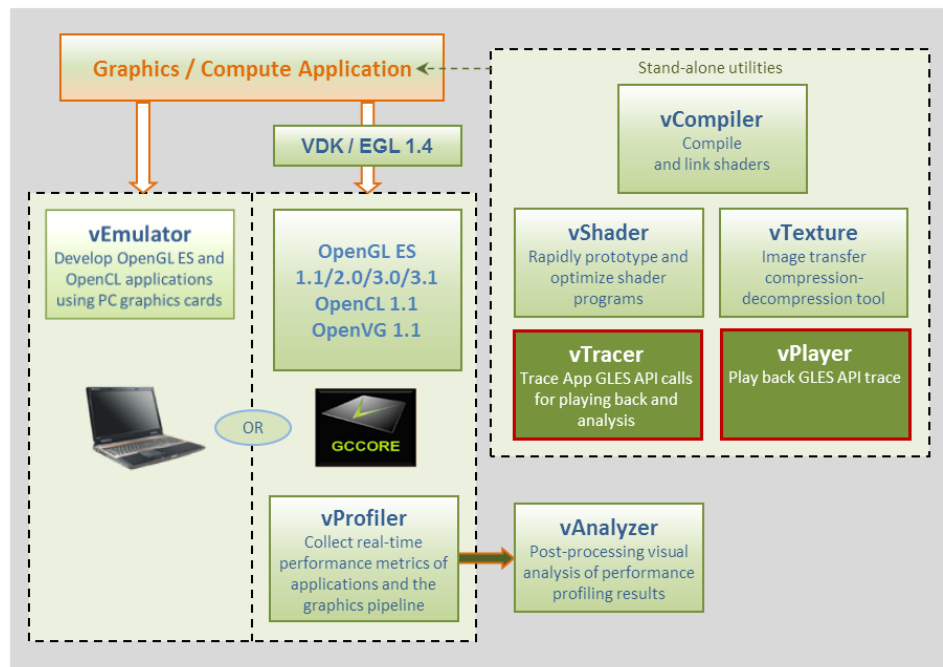 Graphics / Compute Application
VDK / EGL 1.4
vEmulator
Develop OpenGL ES and
OpenCL applications
using PC graphics cards
OpenGL ES
1.1/2.0/3.0/3.1
OpenCL 1.1
OpenVG 1.1
OR
GCCORE
vProfiler
Collect real-time
performance metrics of
applications and the
graphics pipeline
vAnalyzer
Post-processing visual
analysis of performance
profiling results
Stand-alone utilities
vCompiler
Compile
and link shaders
vShader
Rapidly prototype and
optimize shader
programs
vTexture
Image transfer
compression-
decompression tool
vTracer
Trace App GLES API calls
for playing back and
analysis
vPlayer
Play back GLES API trace